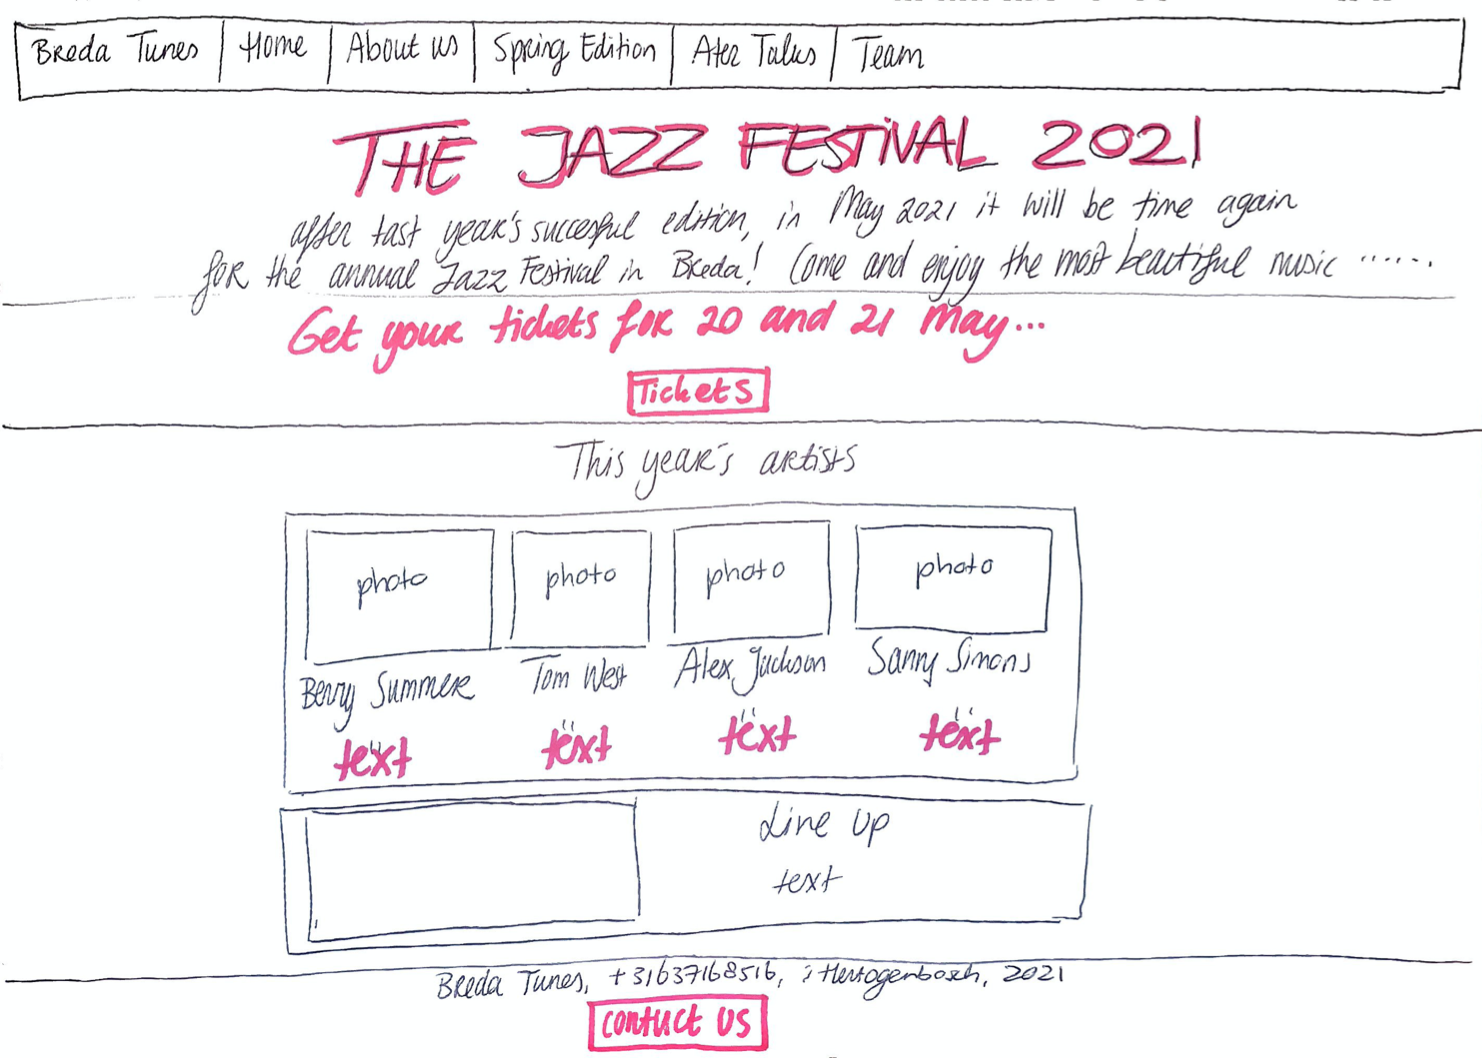 Breda Tunes Home About us Spring Edition Ater Talks Team
THE JAZZ FESTIVAL 2021
after last year's succesful edition, in May 2021 it will be time again
for the annual Jazz Festival in Breda! Come and enjoy the most beautiful music ......
Get your tickets for 20 and 21 May...
Tickets
This year's artists
photo photo photo photo
Berry Summer Tom West Alex Jackson Sanny Simons
text text text text
Line up
text
Breda Tunes, +31637168516, s Hertogenbosch, 2021
contact us